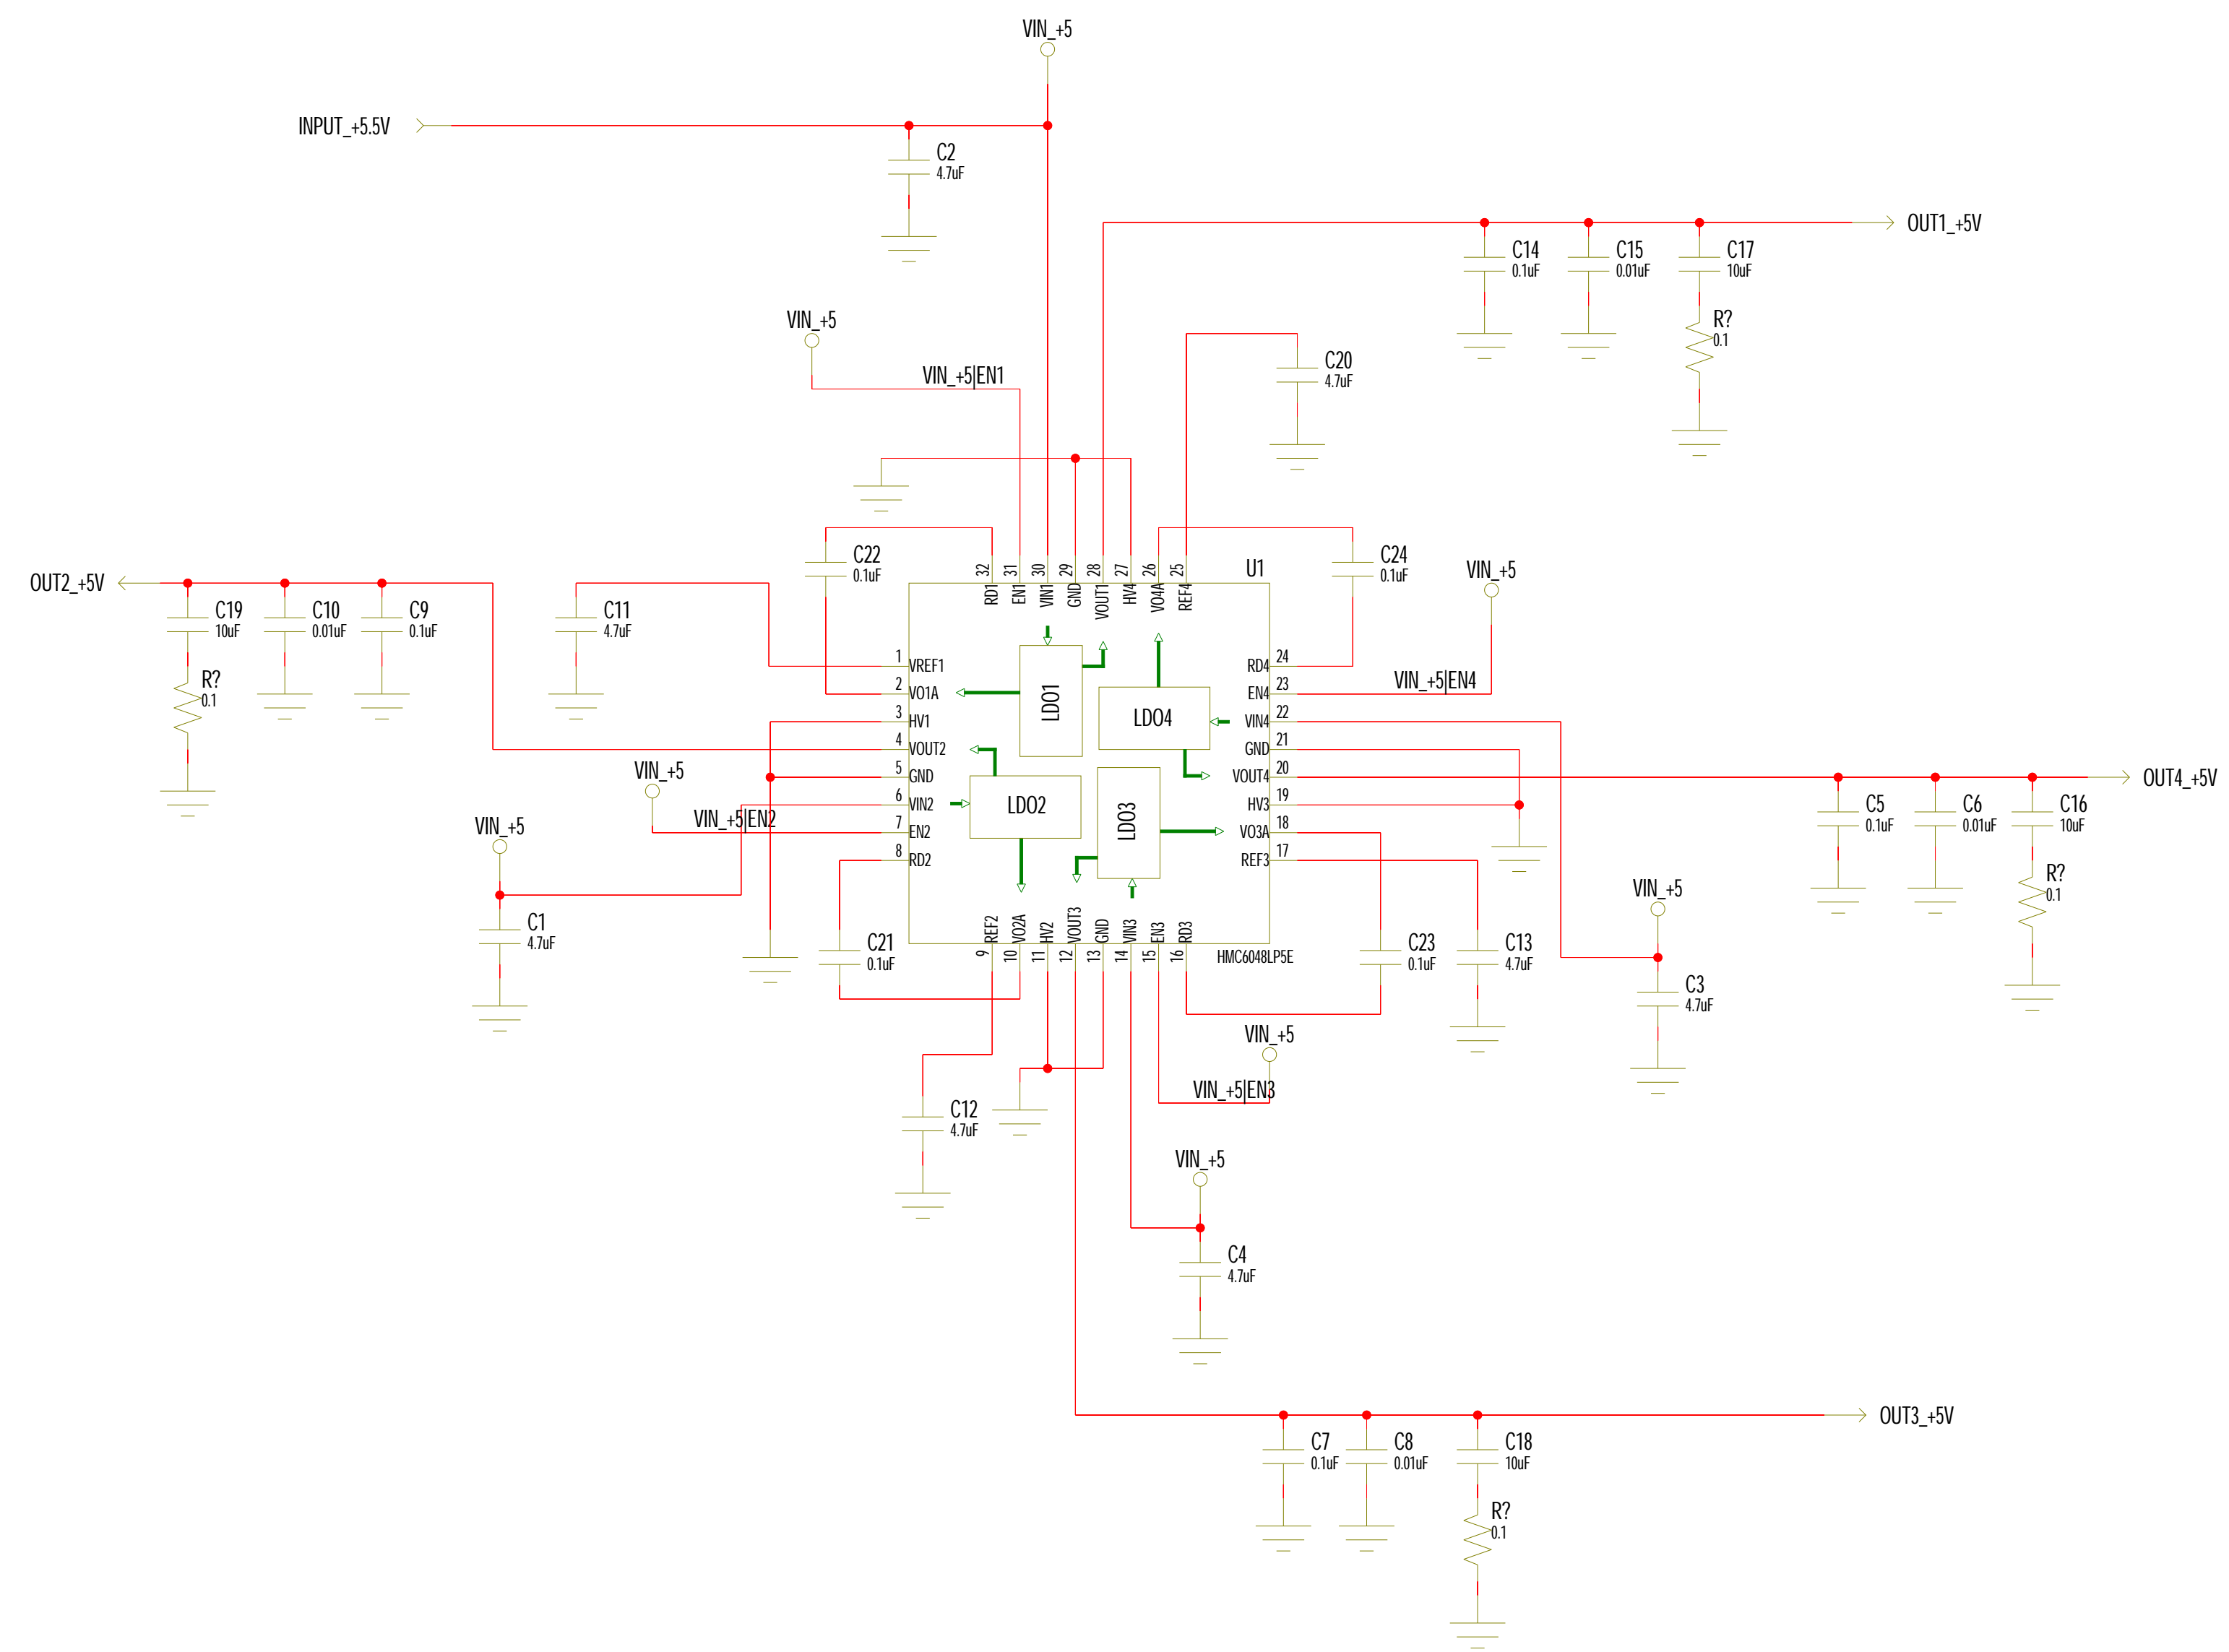 VIN_+5
INPUT_+5.5V
C2
4.7uF
OUT1_+5V
C14
0.1uF
C15
0.01uF
C17
10uF
R?
0.1
VIN_+5
VIN_+5|EN1
C20
4.7uF
C22
0.1uF
C24
0.1uF
U1
VIN_+5
OUT2_+5V
C19
10uF
C10
0.01uF
C9
0.1uF
C11
4.7uF
R?
0.1
32
31
30
29
28
27
26
25
RD1
EN1
VIN1
GND
VOUT1
HV4
VO4A
REF4
1
VREF1
2
VO1A
3
HV1
4
VOUT2
5
GND
6
VIN2
7
EN2
8
RD2
LDO1
LDO4
LDO2
LDO3
RD4
24
EN4
23
VIN4
22
GND
21
VOUT4
20
HV3
19
VO3A
18
REF3
17
VIN_+5|EN4
VIN_+5
VIN_+5|EN2
VIN_+5
C1
4.7uF
OUT4_+5V
C5
0.1uF
C6
0.01uF
C16
10uF
R?
0.1
VIN_+5
C3
4.7uF
REF2
VO2A
HV2
VOUT3
GND
VIN3
EN3
RD3
9
10
11
12
13
14
15
16
HMC6048LP5E
C21
0.1uF
C23
0.1uF
C13
4.7uF
VIN_+5
VIN_+5|EN3
C12
4.7uF
VIN_+5
C4
4.7uF
OUT3_+5V
C7
0.1uF
C8
0.01uF
C18
10uF
R?
0.1